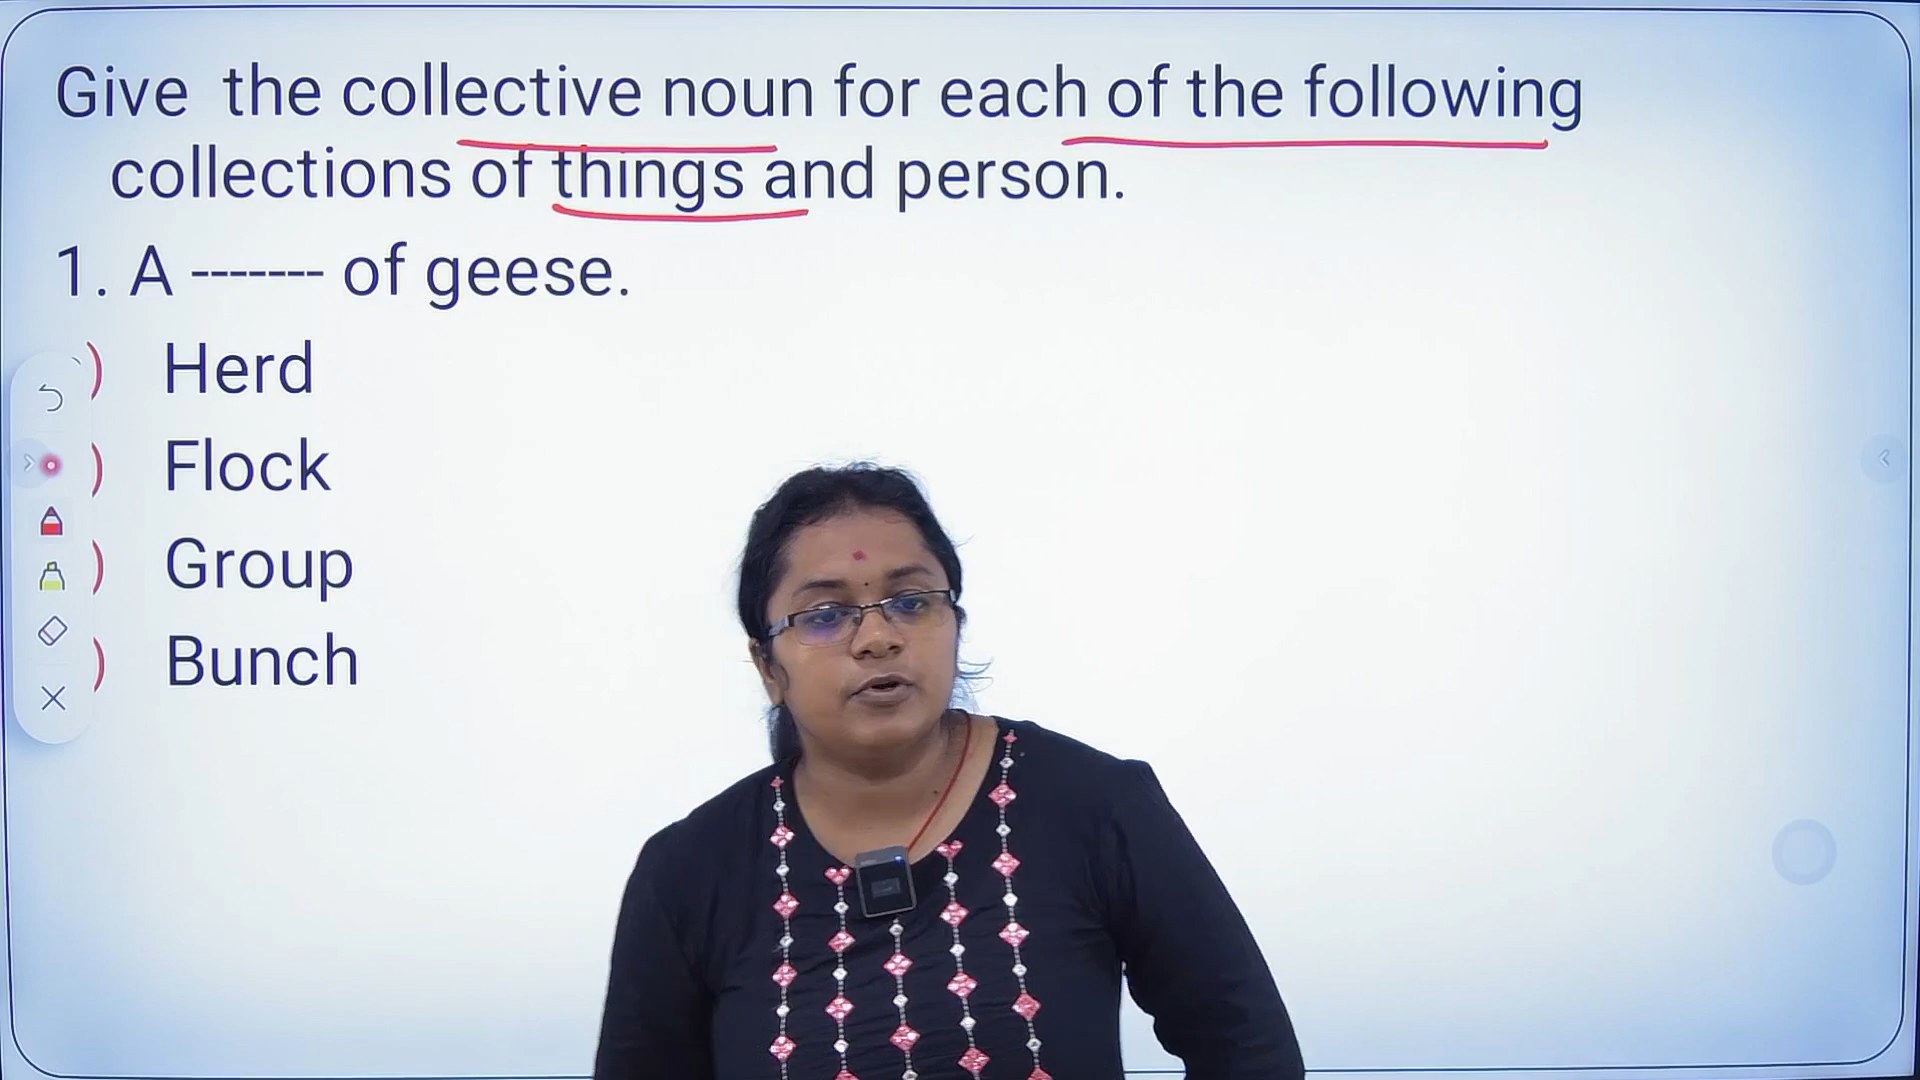 Give the collective noun for each of the following
collections of things and person.
1. A ------- of geese.
) Herd
) Flock
) Group
) Bunch